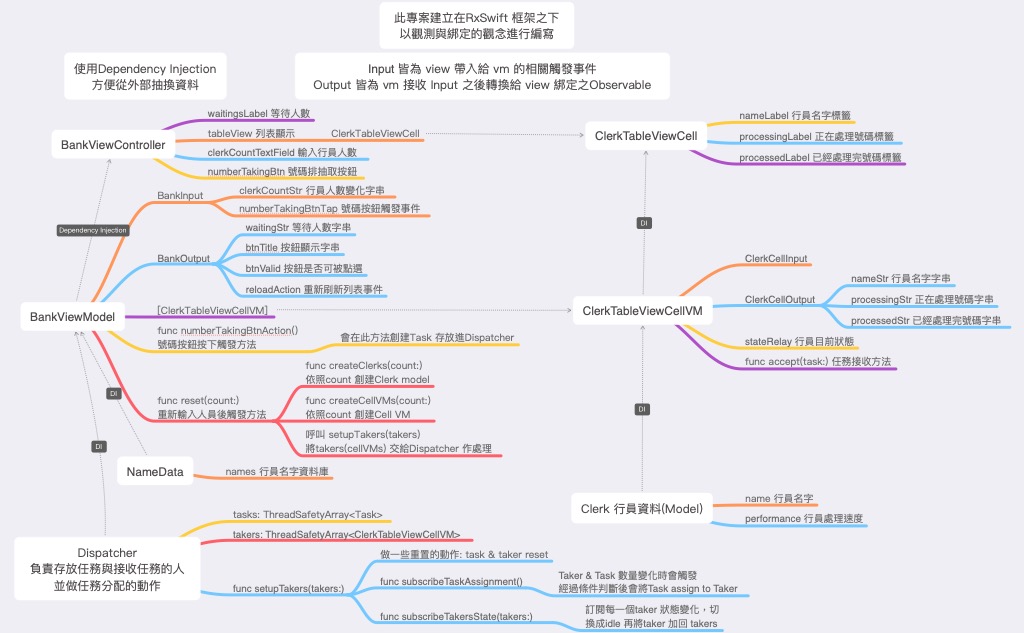 此專案建立在RxSwift 框架之下
以觀測與綁定的觀念進行編寫
使用Dependency Injection
方便從外部抽換資料
Input 皆為 view 帶入給 vm 的相關觸發事件
Output 皆為 vm 接收 Input 之後轉換給 view 綁定之Observable
BankViewController
waitingsLabel 等待人數
tableView 列表顯示
ClerkTableViewCell
clerkCountTextField 輸入行員人數
numberTakingBtn 號碼排抽取按鈕
ClerkTableViewCell
nameLabel 行員名字標籤
processingLabel 正在處理號碼標籤
processedLabel 已經處理完號碼標籤
Dependency Injection
DI
BankViewModel
BankInput
clerkCountStr 行員人數變化字串
numberTakingBtnTap 號碼按鈕觸發事件
BankOutput
waitingStr 等待人數字串
btnTitle 按鈕顯示字串
btnValid 按鈕是否可被點選
reloadAction 重新刷新列表事件
[ClerkTableViewCellVM]
func numberTakingBtnAction()
號碼按鈕按下觸發方法
會在此方法創建Task 存放進Dispatcher
func reset(count:)
重新輸入人員後觸發方法
func createClerks(count:)
依照count 創建Clerk model
func createCellVMs(count:)
依照count 創建Cell VM
呼叫 setupTakers(takers)
將takers(cellVMs) 交給Dispatcher 作處理
ClerkTableViewCellVM
ClerkCellInput
ClerkCellOutput
nameStr 行員名字字串
processingStr 正在處理號碼字串
processedStr 已經處理完號碼字串
stateRelay 行員目前狀態
func accept(task:) 任務接收方法
DI
DI
DI
NameData
names 行員名字資料庫
Clerk 行員資料(Model)
name 行員名字
performance 行員處理速度
Dispatcher
負責存放任務與接收任務的人
並做任務分配的動作
tasks: ThreadSafetyArray<Task>
takers: ThreadSafetyArray<ClerkTableViewCellVM>
func setupTakers(takers:)
做一些重置的動作: task & taker reset
func subscribeTaskAssignment()
Taker & Task 數量變化時會觸發
經過條件判斷後會將Task assign to Taker
func subscribeTakersState(takers:)
訂閱每一個taker 狀態變化，切
換成idle 再將taker 加回 takers